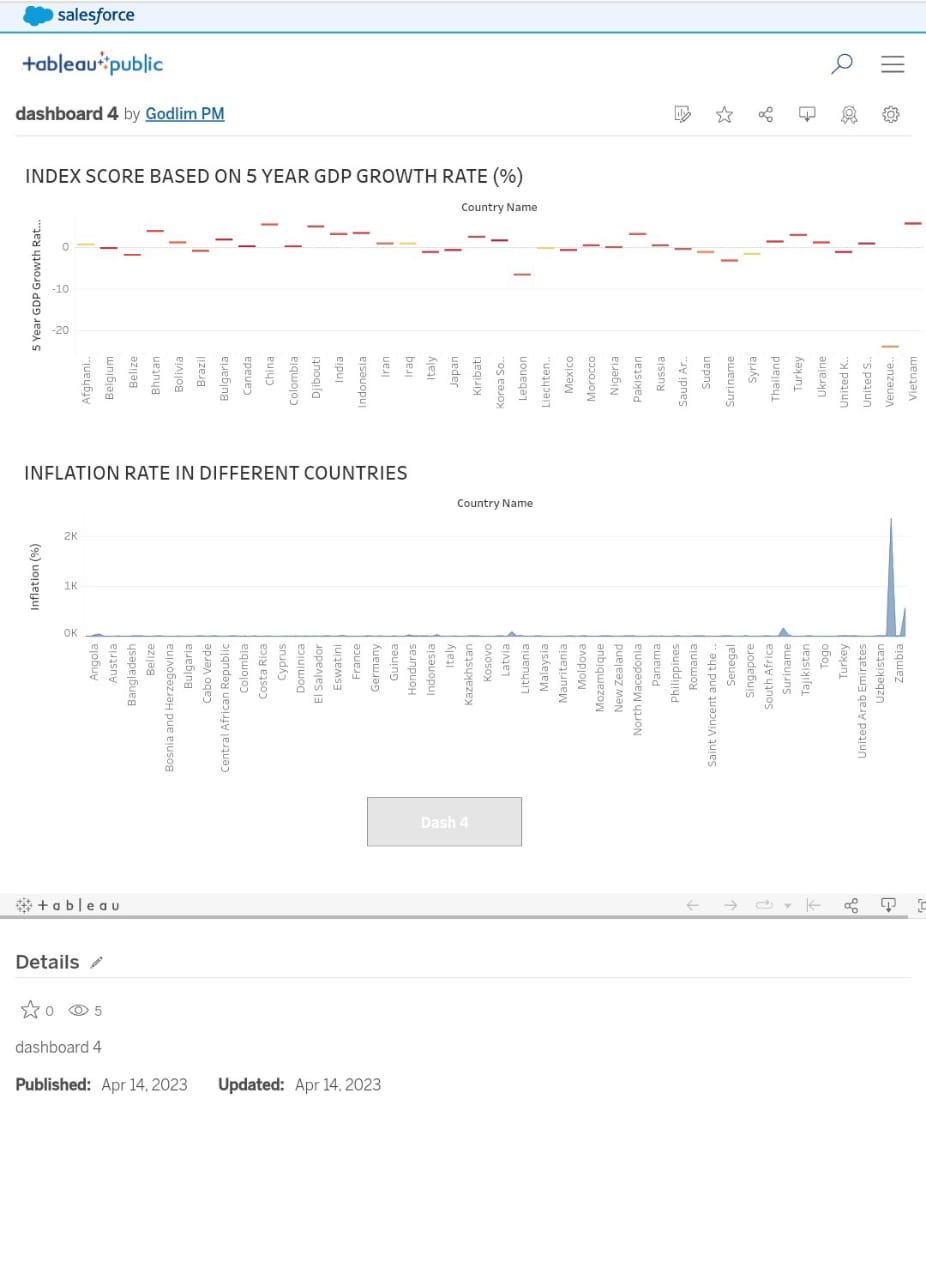 salesforce
+ableau public
dashboard 4 by Godlim PM
INDEX SCORE BASED ON 5 YEAR GDP GROWTH RATE (%)
Country Name
5 Year GDP Growth Rat...
0
-10
-20
Afghani..
Belgium
Belize
Bhutan
Bolivia
Brazil
Bulgaria
Canada
China
Colombia
Djibouti
India
Indonesia
Iran
Iraq
Italy
Japan
Kiribati
Korea So..
Lebanon
Liechten..
Mexico
Morocco
Nigeria
Pakistan
Russia
Saudi Ar..
Sudan
Suriname
Syria
Thailand
Turkey
Ukraine
United K..
United S..
Venezue..
Vietnam
INFLATION RATE IN DIFFERENT COUNTRIES
Country Name
Inflation (%)
2K
1K
0K
Angola
Austria
Bangladesh
Belize
Bosnia and Herzegovina
Bulgaria
Cabo Verde
Central African Republic
Colombia
Costa Rica
Cyprus
Dominica
El Salvador
Eswatini
France
Germany
Guinea
Honduras
Indonesia
Italy
Kazakhstan
Kosovo
Latvia
Lithuania
Malaysia
Mauritania
Moldova
Mozambique
New Zealand
North Macedonia
Panama
Philippines
Romania
Saint Vincent and the ..
Senegal
Singapore
South Africa
Suriname
Tajikistan
Togo
Turkey
United Arab Emirates
Uzbekistan
Zambia
Dash 4
+ a b | e a u
Details
0 5
dashboard 4
Published: Apr 14, 2023 Updated: Apr 14, 2023